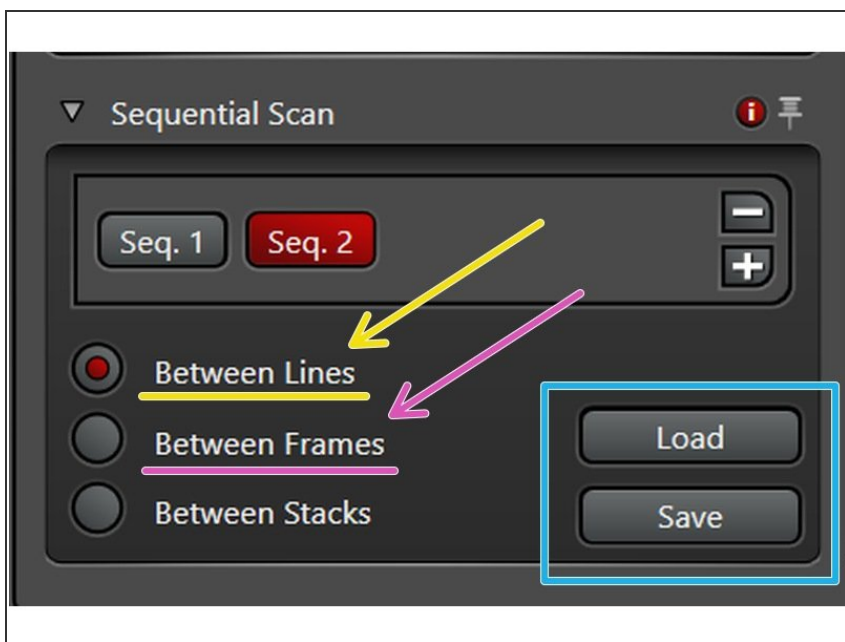 Sequential Scan
Seq. 1 Seq. 2
Between Lines
Between Frames
Load
Between Stacks
Save